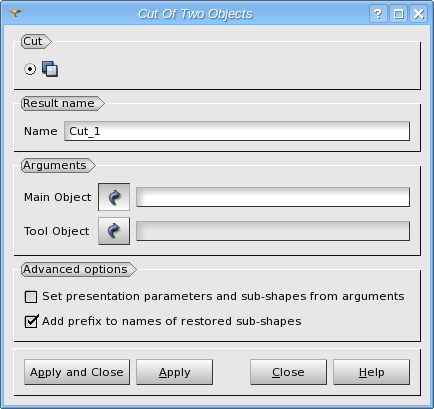 Cut Of Two Objects
Cut
Result name
Name Cut_1
Arguments
Main Object
Tool Object
Advanced options
Set presentation parameters and sub-shapes from arguments
Add prefix to names of restored sub-shapes
Apply and Close Apply Close Help